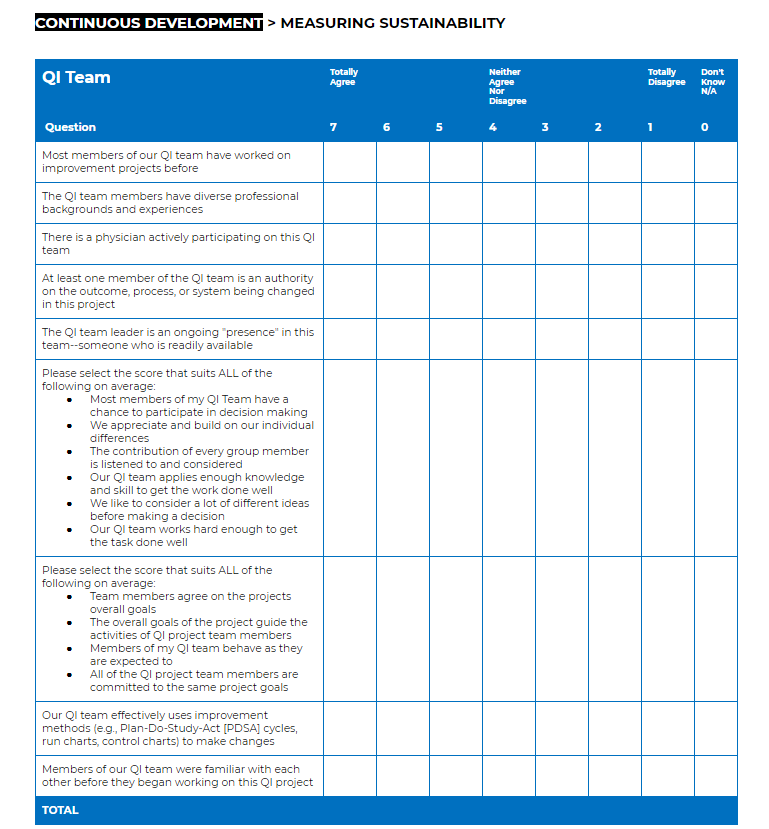 CONTINUOUS DEVELOPMENT > MEASURING SUSTAINABILITY
QI Team
Totally
Agree
Neither
Agree
Nor
Disagree
Totally
Disagree
Don't
Know
N/A
Question 7 6 5 4 3 2 1 0
Most members of our QI team have worked on
improvement projects before
The QI team members have diverse professional
backgrounds and experiences
There is a physician actively participating on this QI
team
At least one member of the QI team is an authority
on the outcome, process, or system being changed
in this project
The QI team leader is an ongoing "presence" in this
team--someone who is readily available
Please select the score that suits ALL of the
following on average:
● Most members of my QI Team have a
chance to participate in decision making
● We appreciate and build on our individual
differences
● The contribution of every group member
is listened to and considered
● Our QI team applies enough knowledge
and skill to get the work done well
● We like to consider a lot of different ideas
before making a decision
● Our QI team works hard enough to get
the task done well
Please select the score that suits ALL of the
following on average:
● Team members agree on the projects
overall goals
● The overall goals of the project guide the
activities of QI project team members
● Members of my QI team behave as they
are expected to
● All of the QI project team members are
committed to the same project goals
Our QI team effectively uses improvement
methods (e.g., Plan-Do-Study-Act [PDSA] cycles,
run charts, control charts) to make changes
Members of our QI team were familiar with each
other before they began working on this QI project
TOTAL